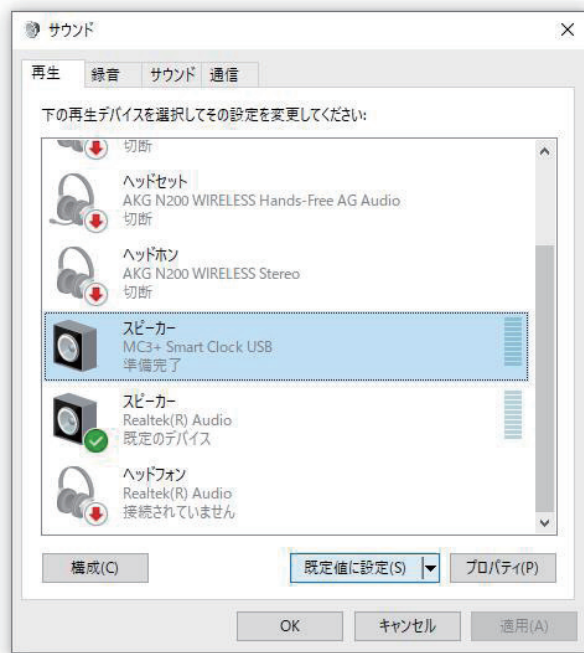 サウンド
再生 録音 サウンド 通信
下の再生デバイスを選択してその設定を変更してください:
切断
ヘッドセット
AKG N200 WIRELESS Hands-Free AG Audio
切断
ヘッドホン
AKG N200 WIRELESS Stereo
切断
スピーカー
MC3+ Smart Clock USB
準備完了
スピーカー
Realtek(R) Audio
既定のデバイス
ヘッドフォン
Realtek(R) Audio
接続されていません
構成(C) 既定値に設定(S) プロパティ(P)
OK キャンセル 適用(A)